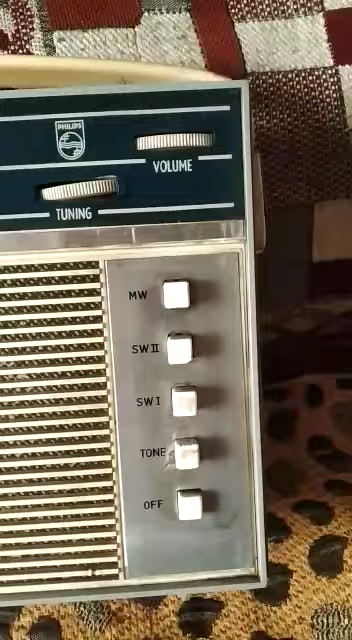 PHILIPS
VOLUME
TUNING
MW
SW II
SW I
TONE
OFF